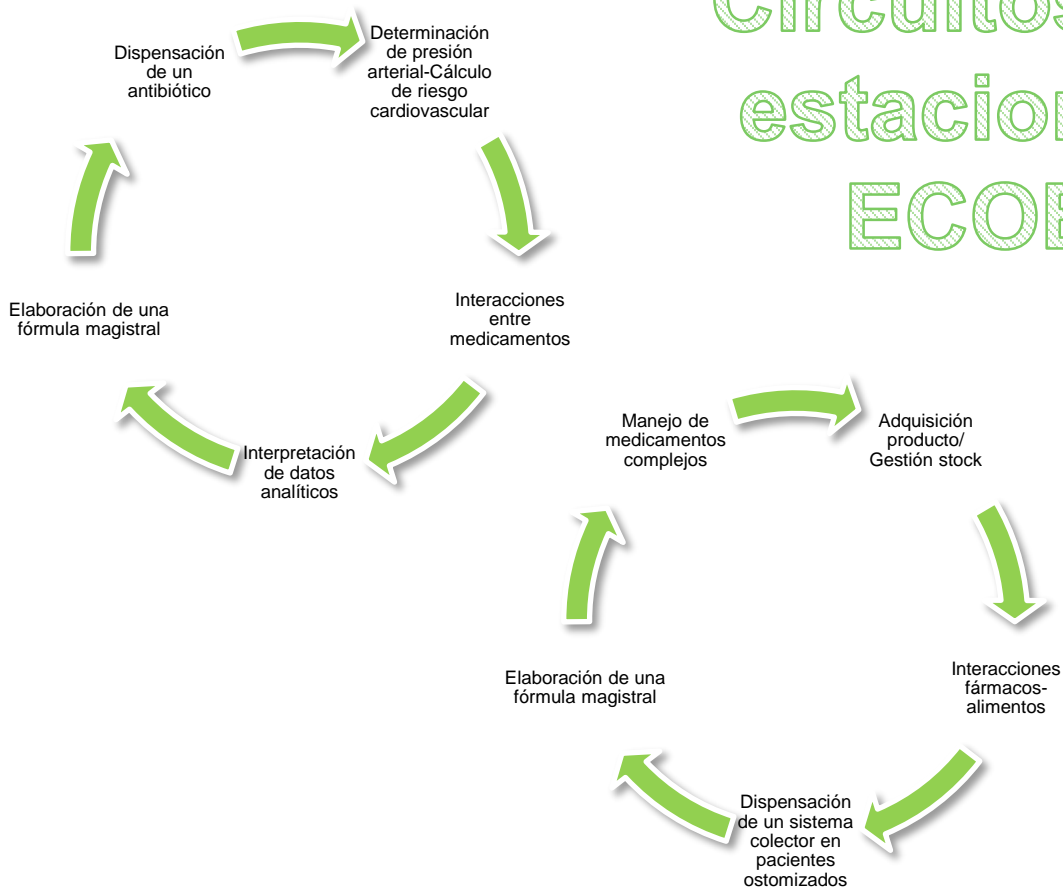 Dispensación
de un
antibiótico
Determinación
de presión
arterial-Cálculo
de riesgo
cardiovascular
Interacciones
entre
medicamentos
Interpretación
de datos
analíticos
Elaboración de una
fórmula magistral
Circuitos
Manejo de
medicamentos
complejos
Adquisición
producto/
Gestión stock
Interacciones
fármacos-
alimentos
Dispensación
de un sistema
colector en
pacientes
ostomizados
Elaboración de una
fórmula magistral